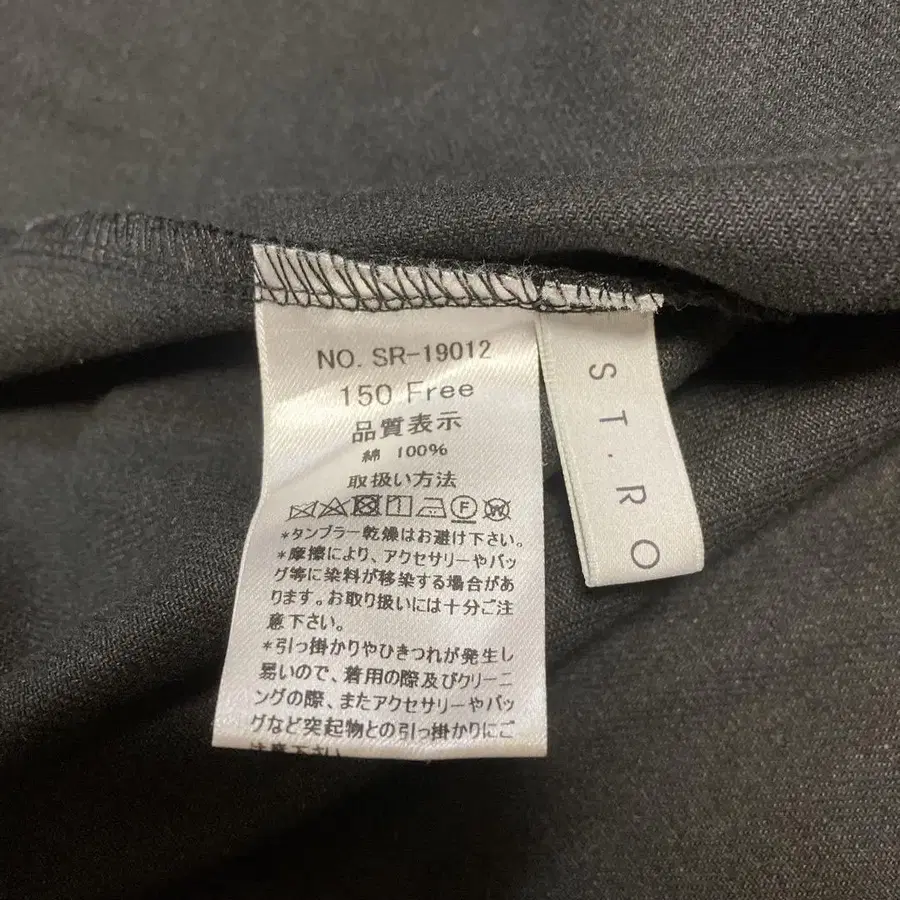 NO. SR-19012
150 Free
品質表示
綿 100%
取扱い方法
F W
*タンブラー乾燥はお避け下さい。
*摩擦により、アクセサリーやバッ
グ等に染料が移染する場合があ
ります。お取り扱いには十分ご注
意下さい。
*引っ掛かりやひきつれが発生し
易いので、着用の際及びクリーニ
ングの際、またアクセサリーやバッ
グなど突起物との引っ掛かりにご
注意下さい
ST.RO